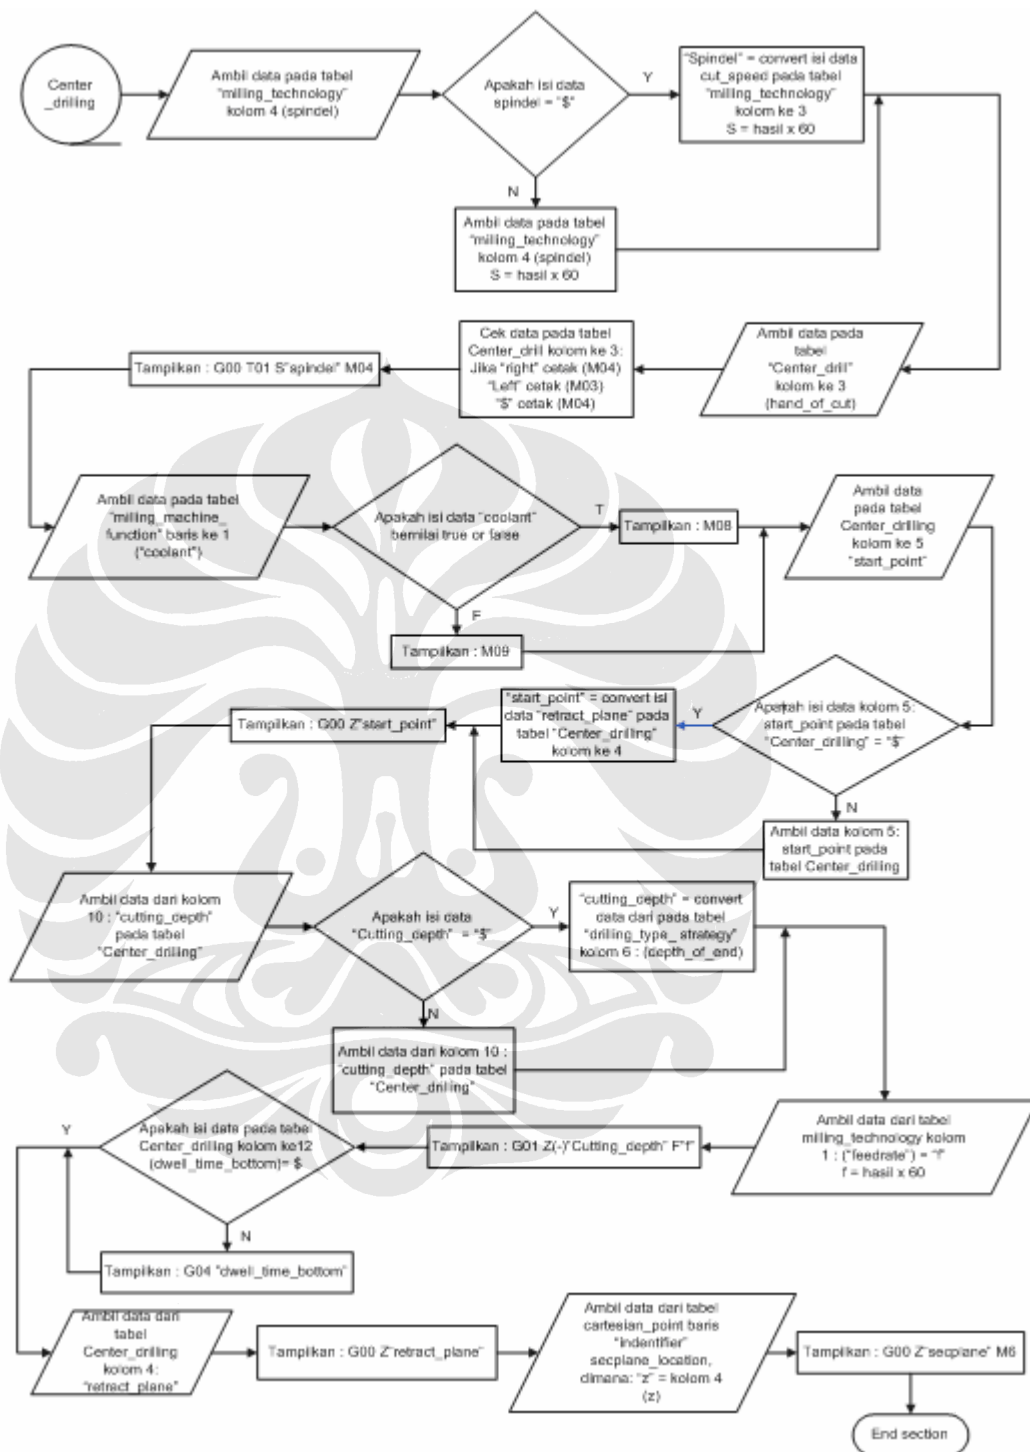 Center
_drilling
Ambil data pada tabel
“milling_technology”
kolom 4 (spindel)
Apakah isi data
spindel = “$”
Y
“Spindel” = convert isi data
cut_speed pada tabel
“milling_technology”
kolom ke 3
S = hasil x 60
N
Ambil data pada tabel
“milling_technology”
kolom 4 (spindel)
S = hasil x 60
Ambil data pada
tabel
“Center_drill”
kolom ke 3
(hand_of_cut)
Cek data pada tabel
Center_drill kolom ke 3:
Jika “right” cetak (M04)
“Left” cetak (M03)
“$” cetak (M04)
Tampilkan : G00 T01 S”spindel” M04
Ambil data pada tabel
“milling_machine_
function” baris ke 1
(“coolant”)
Apakah isi data “coolant”
bernilai true or false
T
Tampilkan : M08
F
Tampilkan : M09
Ambil data
pada tabel
Center_drilling
kolom ke 5
“start_point”
Apakah isi data kolom 5:
start_point pada tabel
“Center_drilling” = “$”
Y
“start_point” = convert isi
data “retract_plane” pada
tabel “Center_drilling”
kolom ke 4
Tampilkan : G00 Z”start_point”
N
Ambil data kolom 5:
start_point pada
tabel Center_drilling
Ambil data dari kolom
10 : “cutting_depth”
pada tabel
“Center_drilling”
Apakah isi data
“Cutting_depth” = “$”
Y
“cutting_depth” = convert
data dari pada tabel
“drilling_type_strategy”
kolom 6 : (depth_of_end)
N
Ambil data dari kolom 10 :
“cutting_depth” pada tabel
“Center_drilling”
Ambil data dari tabel
milling_technology kolom
1 : (“feedrate”) = “f”
f = hasil x 60
Tampilkan : G01 Z(-)”Cutting_depth” F”f”
Apakah isi data pada tabel
Center_drilling kolom ke12
(dwell_time_bottom)= $
Y
N
Tampilkan : G04 “dwell_time_bottom”
Ambil data dari
tabel
Center_drilling
kolom 4:
“retract_plane”
Tampilkan : G00 Z”retract_plane”
Ambil data dari tabel
cartesian_point baris
“indentifier”
secplane_location,
dimana: “z” = kolom 4
(z)
Tampilkan : G00 Z”secplane” M6
End section